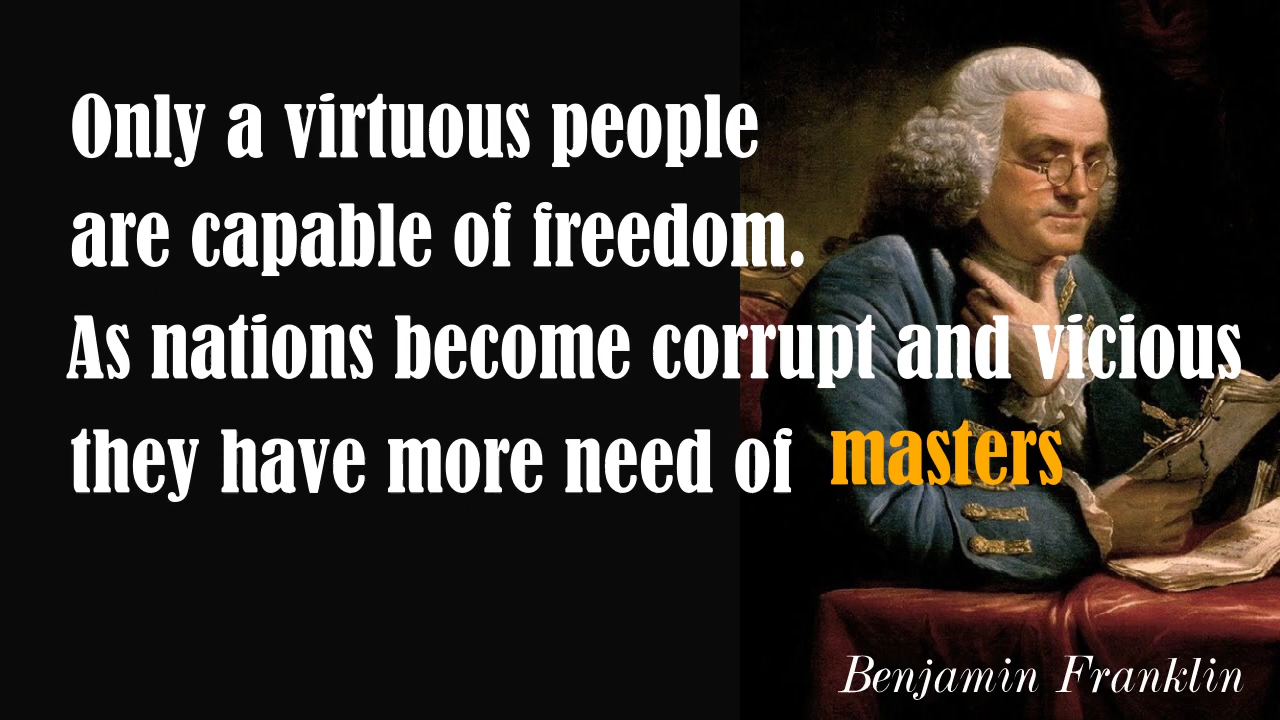 Only a virtuous people
are capable of freedom.
As nations become corrupt and vicious
they have more need of masters
Benjamin Franklin